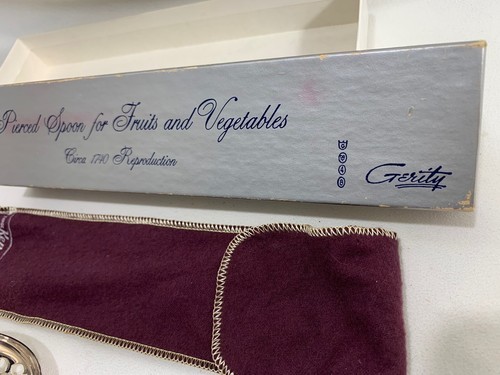 Pierced Spoon for Fruits and Vegetables
Circa 1740 Reproduction
Gerity